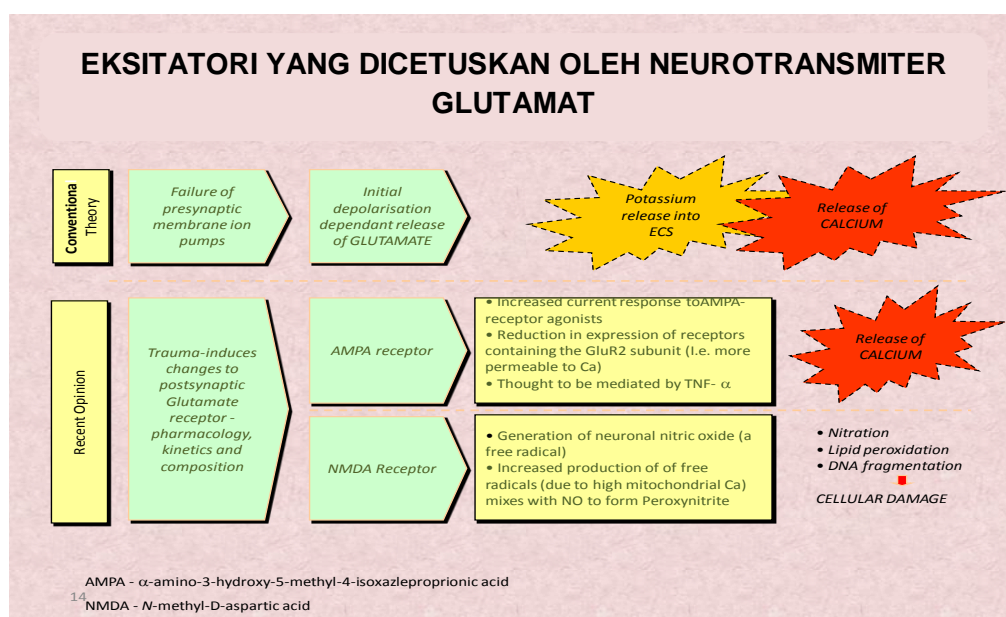 EKSITATORI YANG DICETUSKAN OLEH NEUROTRANSMITER
GLUTAMAT
Conventiona
Theory
Failure of
presynaptic
membrane ion
pumps
Initial
depolarisation
dependant release
of GLUTAMATE
Potassium
release into
ECS
Release of
CALCIUM
Recent Opinion
Trauma-induces
changes to
postsynaptic
Glutamate
receptor -
pharmacology,
kinetics and
composition
AMPA receptor
• Increased current response toAMPA-
receptor agonists
• Reduction in expression of receptors
containing the GluR2 subunit (I.e. more
permeable to Ca)
• Thought to be mediated by TNF- α
Release of
CALCIUM
NMDA Receptor
• Generation of neuronal nitric oxide (a
free radical)
• Increased production of of free
radicals (due to high mitochondrial Ca)
mixes with NO to form Peroxynitrite
• Nitration
• Lipid peroxidation
• DNA fragmentation
CELLULAR DAMAGE
AMPA - α-amino-3-hydroxy-5-methyl-4-isoxazleproprionic acid
14
NMDA - N-methyl-D-aspartic acid